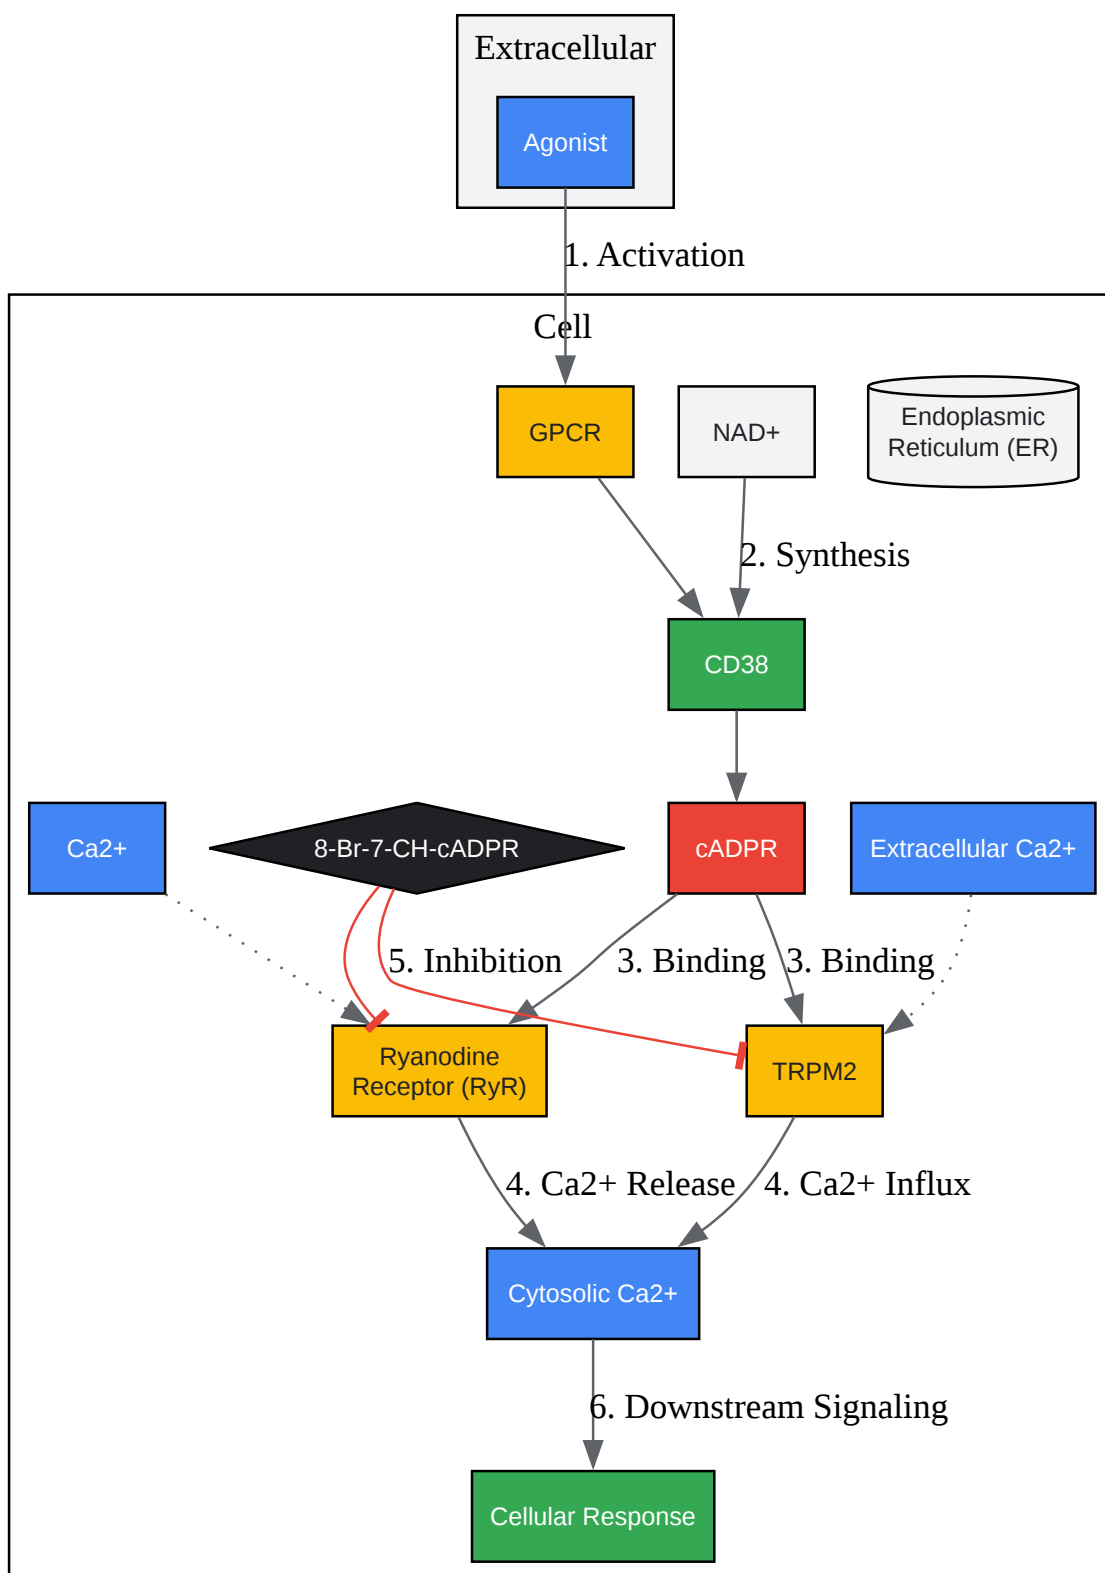 Extracellular
Agonist
1. Activation
Cell
GPCR
NAD+
Endoplasmic
Reticulum (ER)
2. Synthesis
CD38
Ca2+
8-Br-7-CH-cADPR
cADPR
Extracellular Ca2+
5. Inhibition
3. Binding
3. Binding
Ryanodine
Receptor (RyR)
TRPM2
4. Ca2+ Release
4. Ca2+ Influx
Cytosolic Ca2+
6. Downstream Signaling
Cellular Response